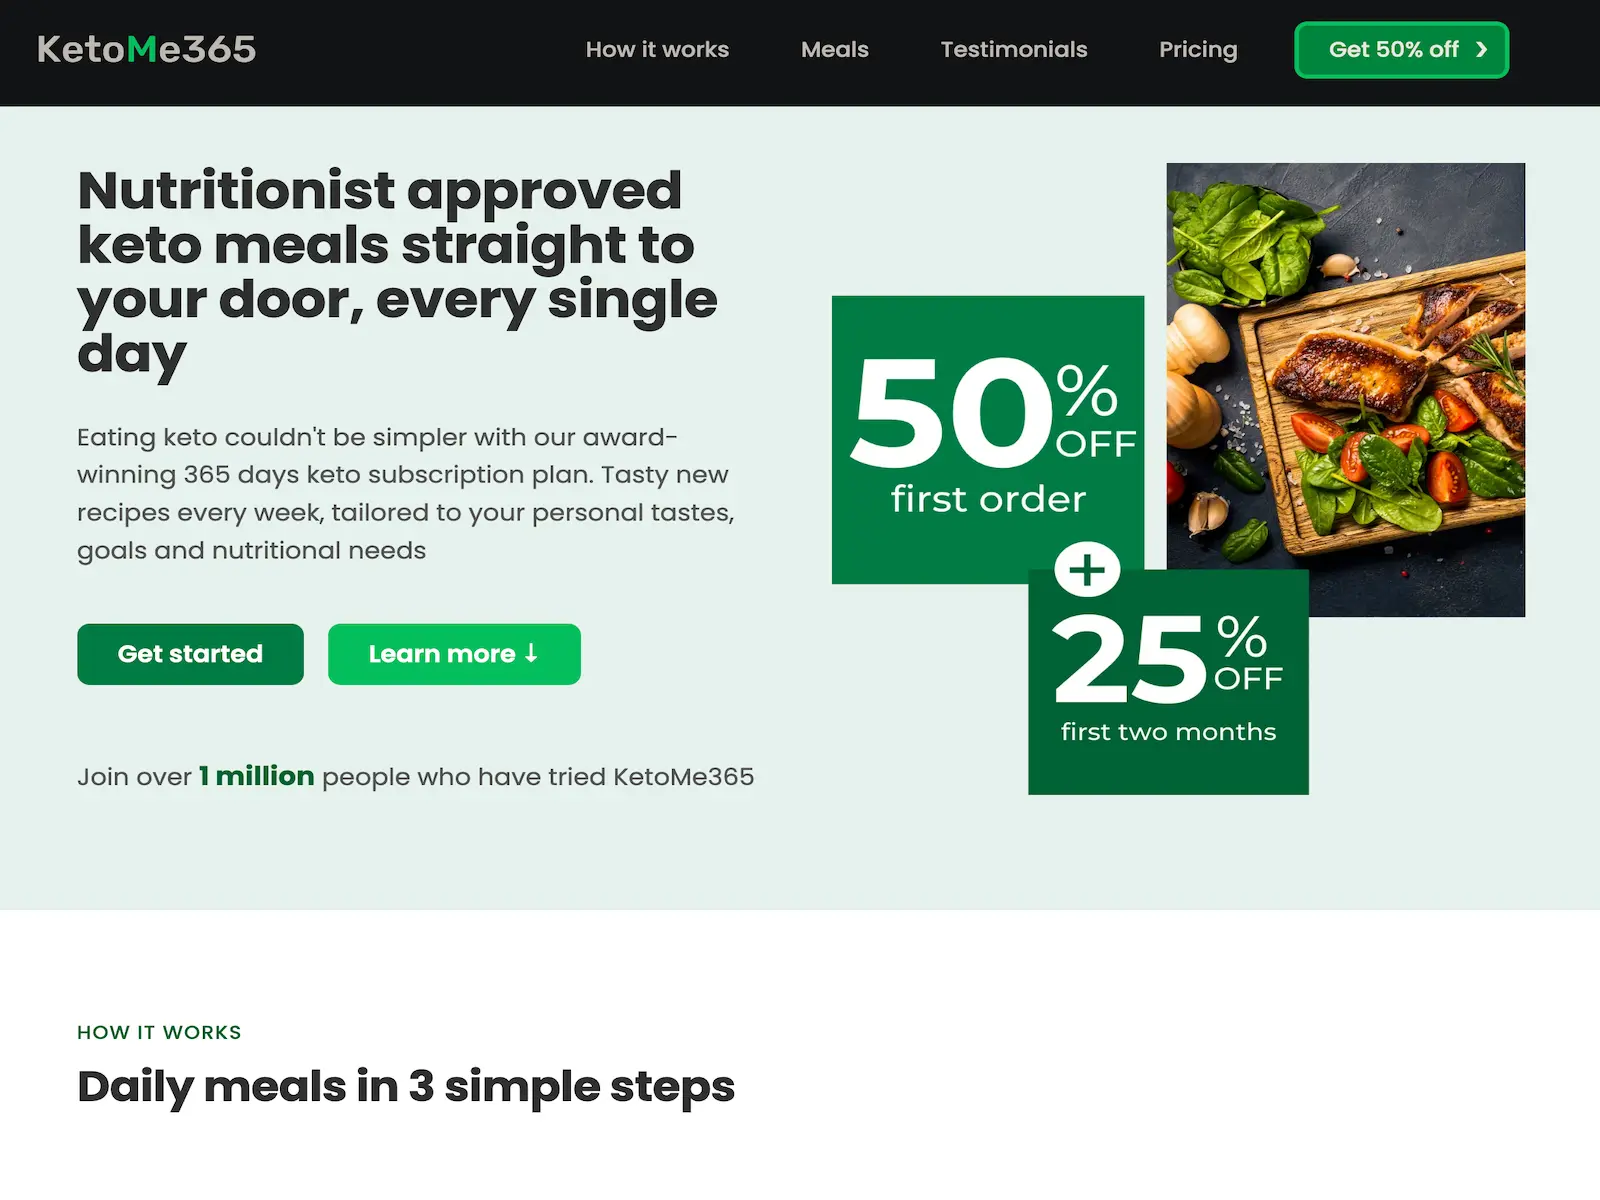 KetoMe365
How it works
Meals
Testimonials
Pricing
Get 50% off ›
Nutritionist approved
keto meals straight to
your door, every single
day
Eating keto couldn't be simpler with our award-
winning 365 days keto subscription plan. Tasty new
recipes every week, tailored to your personal tastes,
goals and nutritional needs
Get started
Learn more ↓
Join over 1 million people who have tried KetoMe365
50% OFF
first order
+
25% OFF
first two months
HOW IT WORKS
Daily meals in 3 simple steps